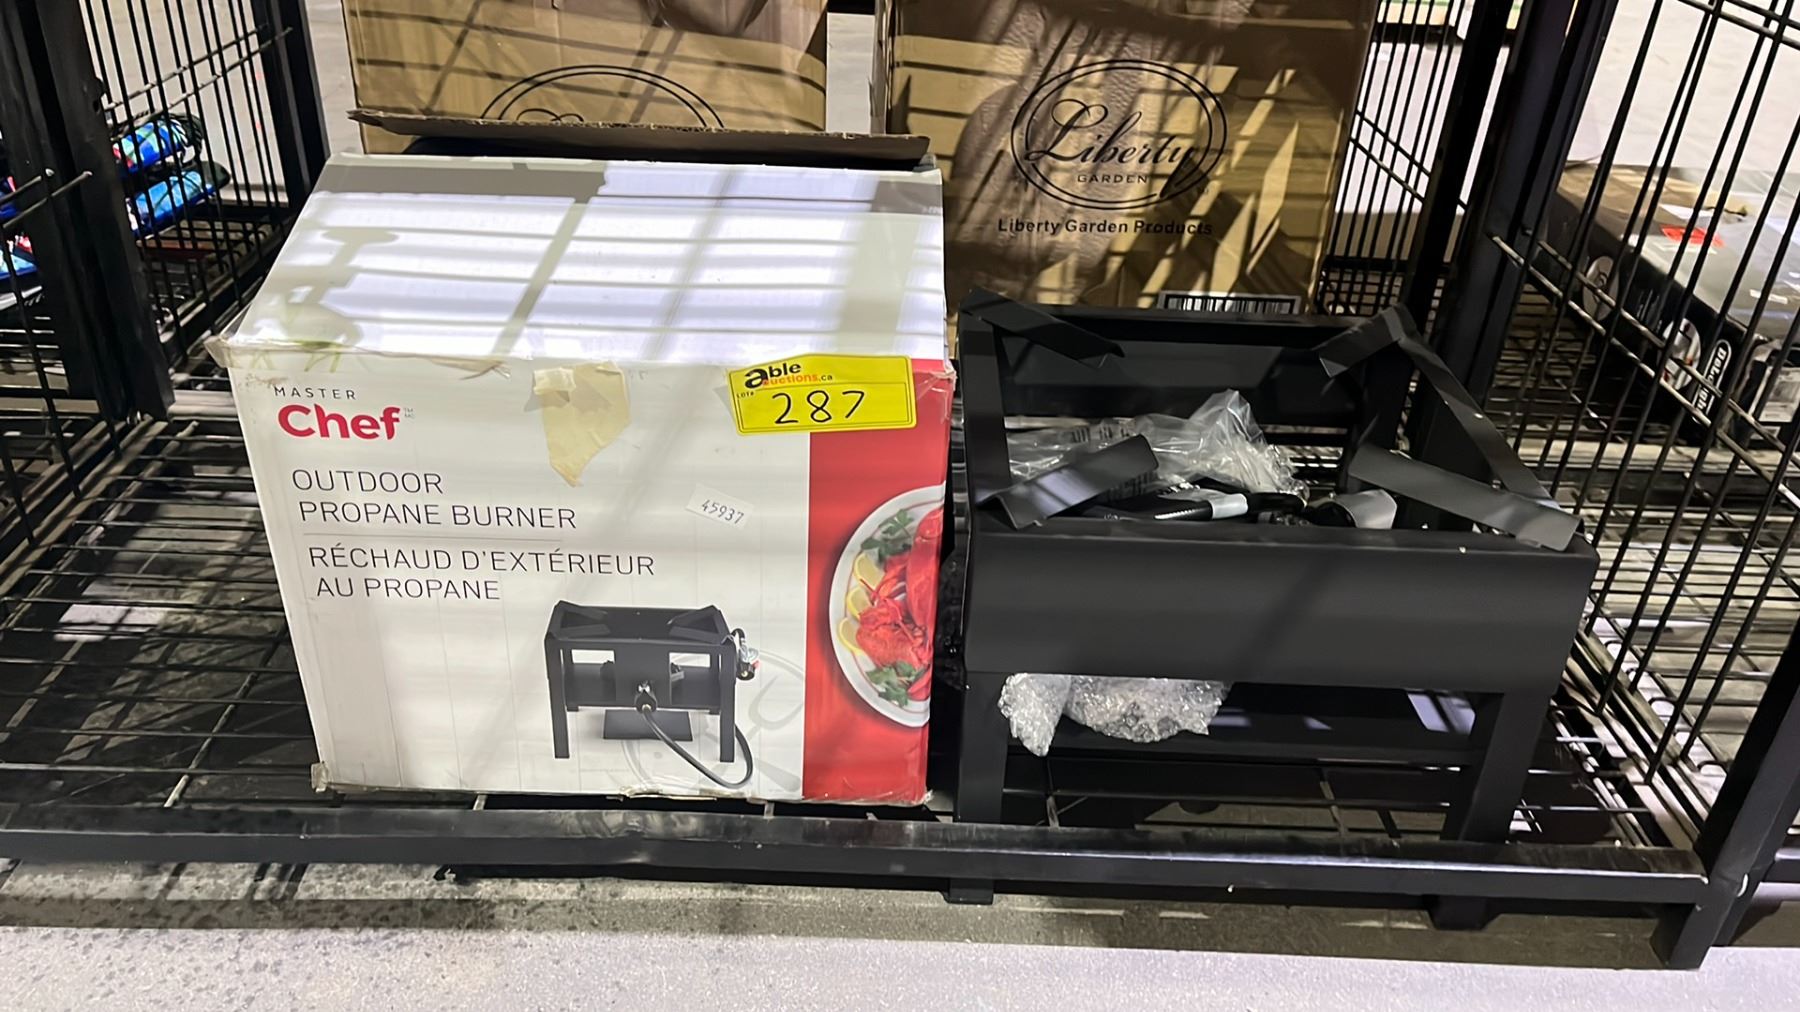 Liberty
GARDEN
Liberty Garden Products
able
auctions.ca
LOT#
287
MASTER
Chef
OUTDOOR
PROPANE BURNER
RÉCHAUD D'EXTÉRIEUR
AU PROPANE
45937